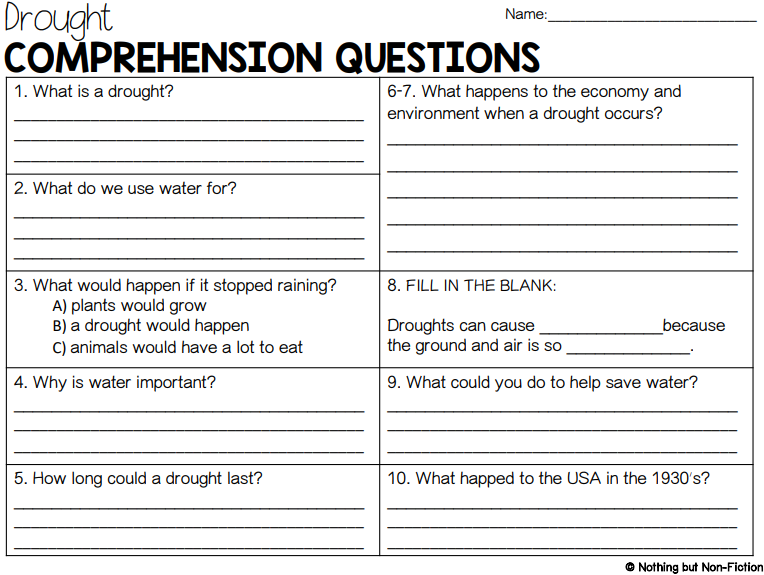 Drought
Name:
COMPREHENSION QUESTIONS
1. What is a drought?
2. What do we use water for?
3. What would happen if it stopped raining?
A) plants would grow
B) a drought would happen
C) animals would have a lot to eat
4. Why is water important?
5. How long could a drought last?
6-7. What happens to the economy and
environment when a drought occurs?
8. FILL IN THE BLANK:
Droughts can cause ______________because
the ground and air is so ______________.
9. What could you do to help save water?
10. What happed to the USA in the 1930's?
© Nothing but Non-Fiction